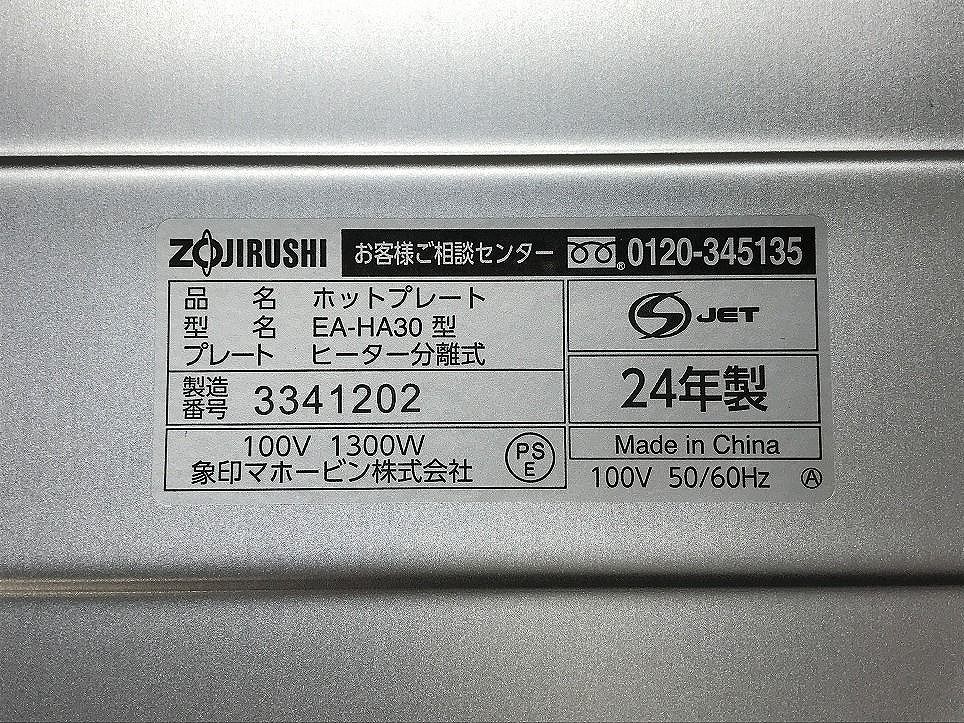 ZOJIRUSHI お客様ご相談センター 0120-345135
品 名 ホットプレート
型 名 EA-HA30 型
プレート ヒーター分離式
製造番号 3341202
100V 1300W
象印マホービン株式会社
PS
E
JET
24年製
Made in China
100V 50/60Hz Ⓐ